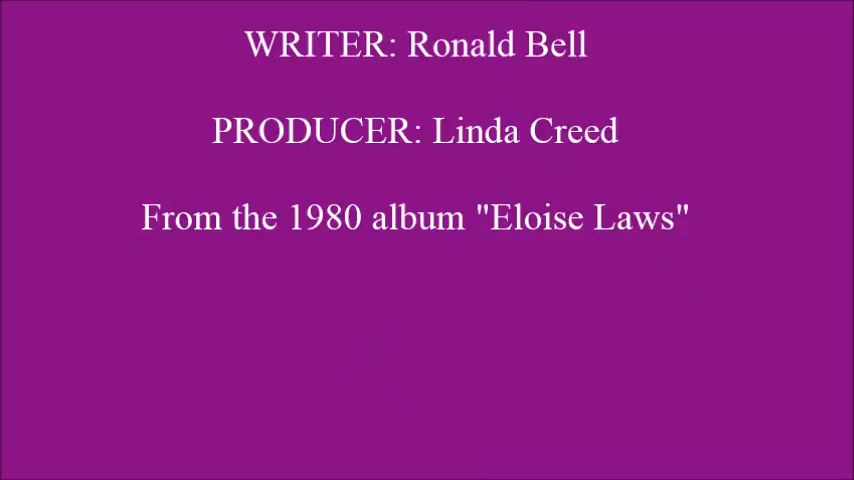 WRITER: Ronald Bell
PRODUCER: Linda Creed
From the 1980 album "Eloise Laws"